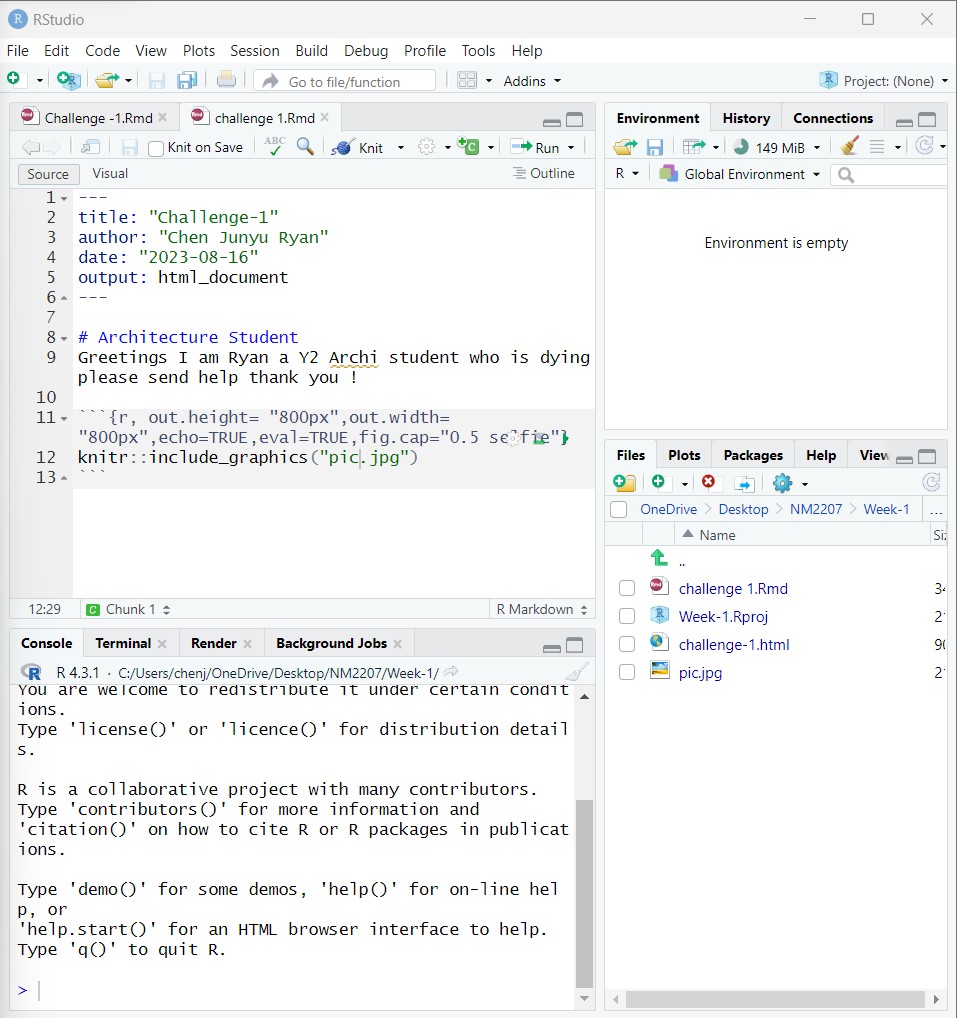 RStudio
File Edit Code View Plots Session Build Debug Profile Tools Help
Go to file/function Addins Project: (None)
Challenge -1.Rmd challenge 1.Rmd
Knit on Save ABC Knit Run
Source Visual Outline
1 ---
2 title: "Challenge-1"
3 author: "Chen Junyu Ryan"
4 date: "2023-08-16"
5 output: html_document
6 ---
7
8 # Architecture Student
9 Greetings I am Ryan a Y2 Archi student who is dying
please send help thank you !
10
11 ```{r, out.height= "800px",out.width=
"800px",echo=TRUE,eval=TRUE,fig.cap="0.5 selfie"}
12 knitr::include_graphics("pic.jpg")
13 ```
12:29 Chunk 1 R Markdown
Console Terminal Render Background Jobs
R 4.3.1 · C:/Users/chenj/OneDrive/Desktop/NM2207/Week-1/
You are welcome to redistribute it under certain condit
ions.
Type 'license()' or 'licence()' for distribution detail
s.
R is a collaborative project with many contributors.
Type 'contributors()' for more information and
'citation()' on how to cite R or R packages in publicat
ions.
Type 'demo()' for some demos, 'help()' for on-line hel
p, or
'help.start()' for an HTML browser interface to help.
Type 'q()' to quit R.
>
Environment History Connections
149 MiB
R Global Environment
Environment is empty
Files Plots Packages Help View
OneDrive > Desktop > NM2207 > Week-1 ...
Name
..
challenge 1.Rmd
Week-1.Rproj
challenge-1.html
pic.jpg